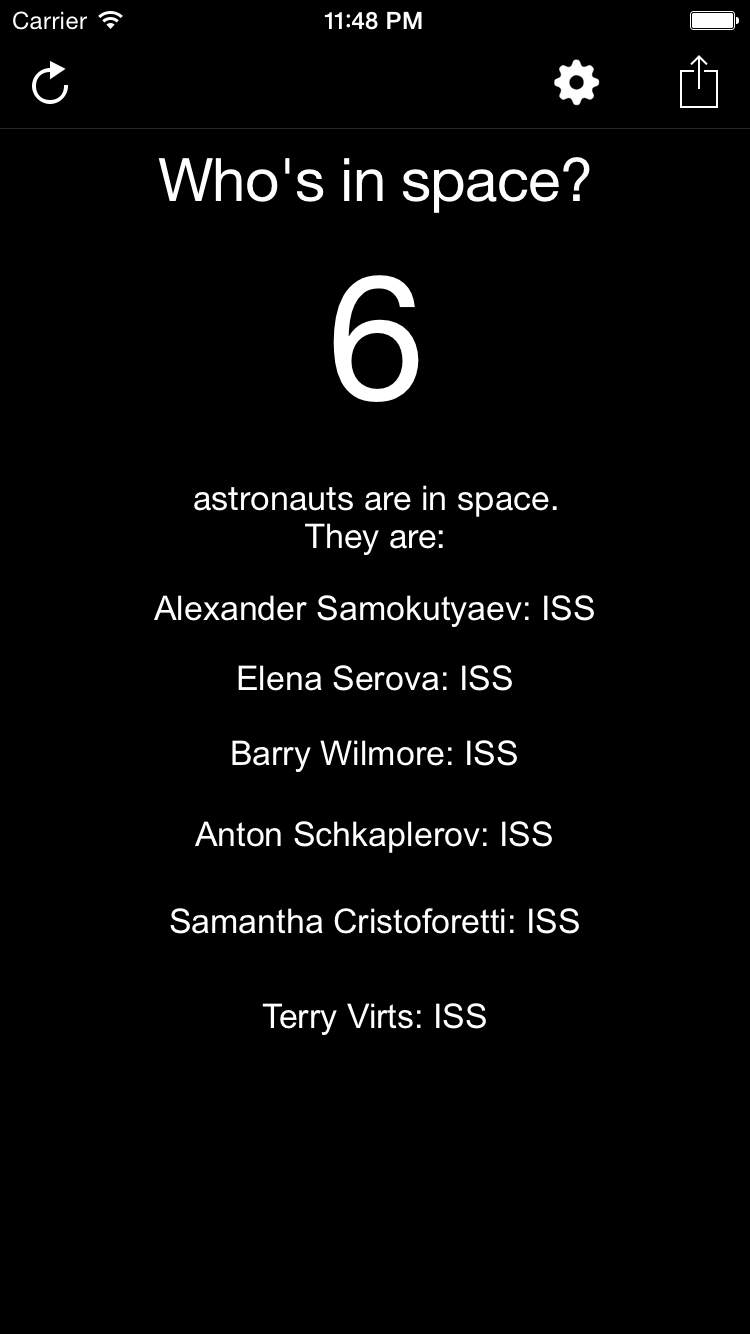 Carrier 11:48 PM
Who's in space?
6
astronauts are in space.
They are:
Alexander Samokutyaev: ISS
Elena Serova: ISS
Barry Wilmore: ISS
Anton Schkaplerov: ISS
Samantha Cristoforetti: ISS
Terry Virts: ISS